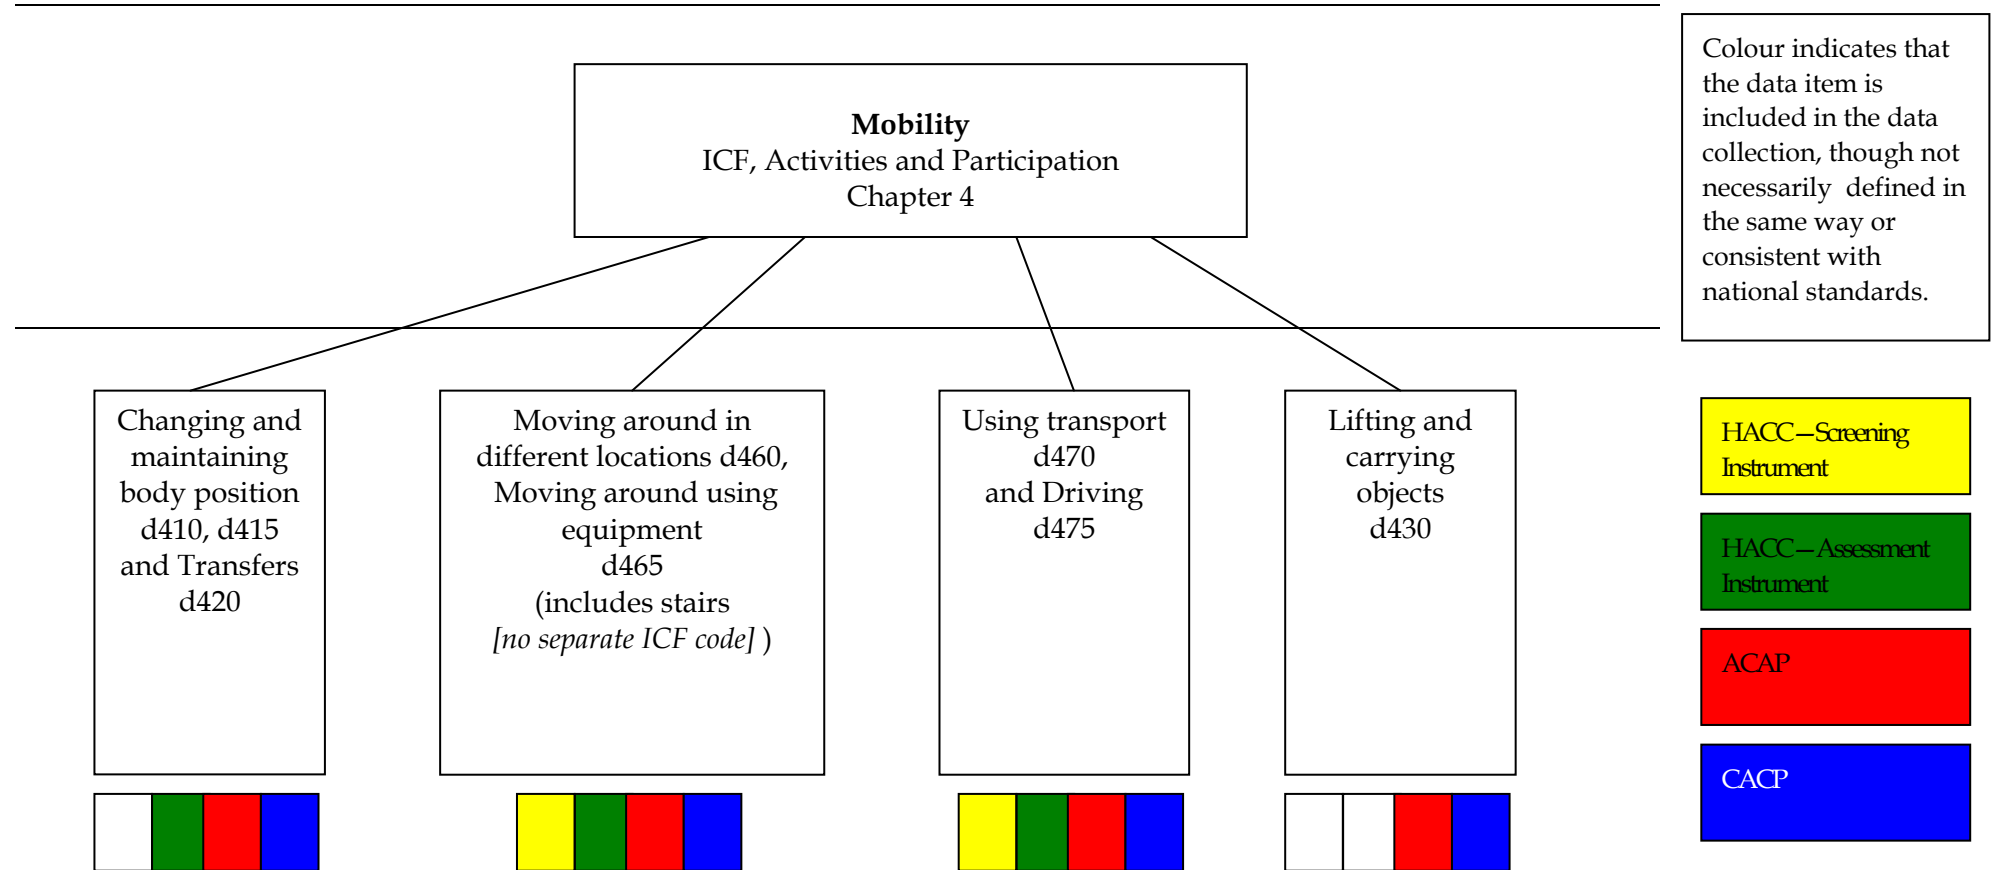 Mobility
ICF, Activities and Participation
Chapter 4
Colour indicates that
the data item is
included in the data
collection, though not
necessarily defined in
the same way or
consistent with
national standards.
Changing and
maintaining
body position
d410, d415
and Transfers
d420
Moving around in
different locations d460,
Moving around using
equipment
d465
(includes stairs
[no separate ICF code] )
Using transport
d470
and Driving
d475
Lifting and
carrying
objects
d430
HACC—Screening
Instrument
HACC—Assessment
Instrument
ACAP
CACP